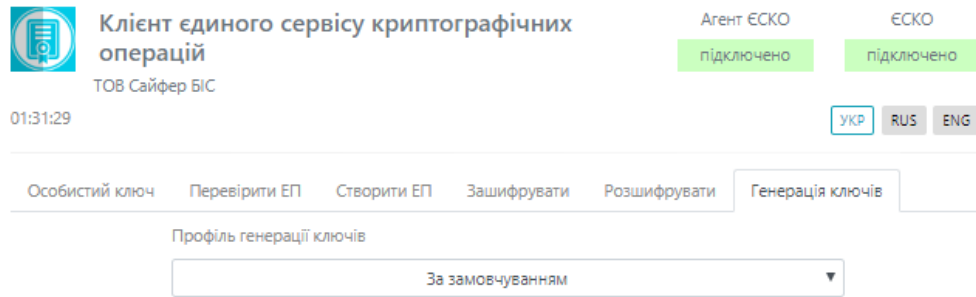 Клієнт єдиного сервісу криптографічних
операцій
ТОВ Сайфер БІС
Агент ЄСКО
підключено
ЄСКО
підключено
01:31:29
УКР RUS ENG
Особистий ключ Перевірити ЕП Створити ЕП Зашифрувати Розшифрувати Генерація ключів
Профіль генерації ключів
За замовчуванням